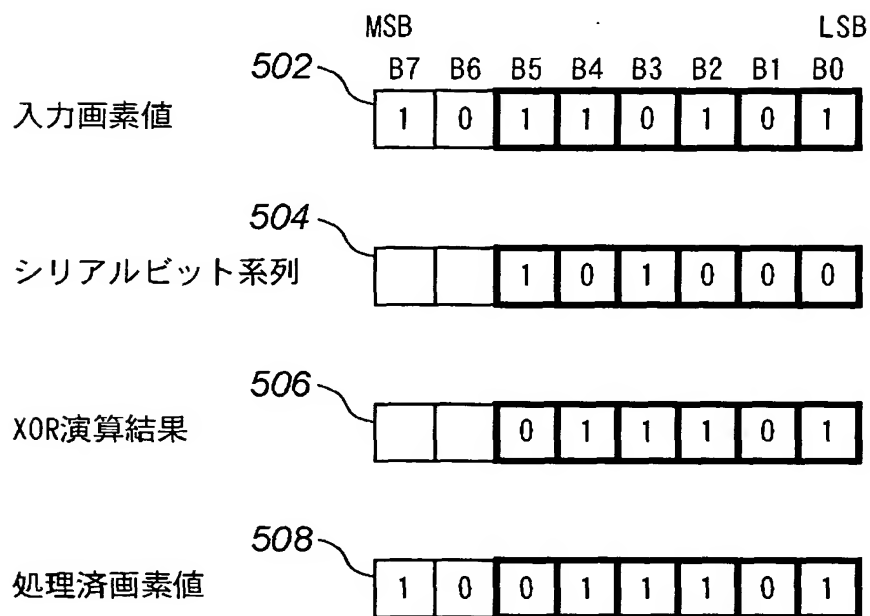 MSB LSB
502 B7 B6 B5 B4 B3 B2 B1 B0
入力画素値 1 0 1 1 0 1 0 1
504
シリアルビット系列 1 0 1 0 0 0
506
XOR演算結果 0 1 1 1 0 1
508
処理済画素値 1 0 0 1 1 1 0 1